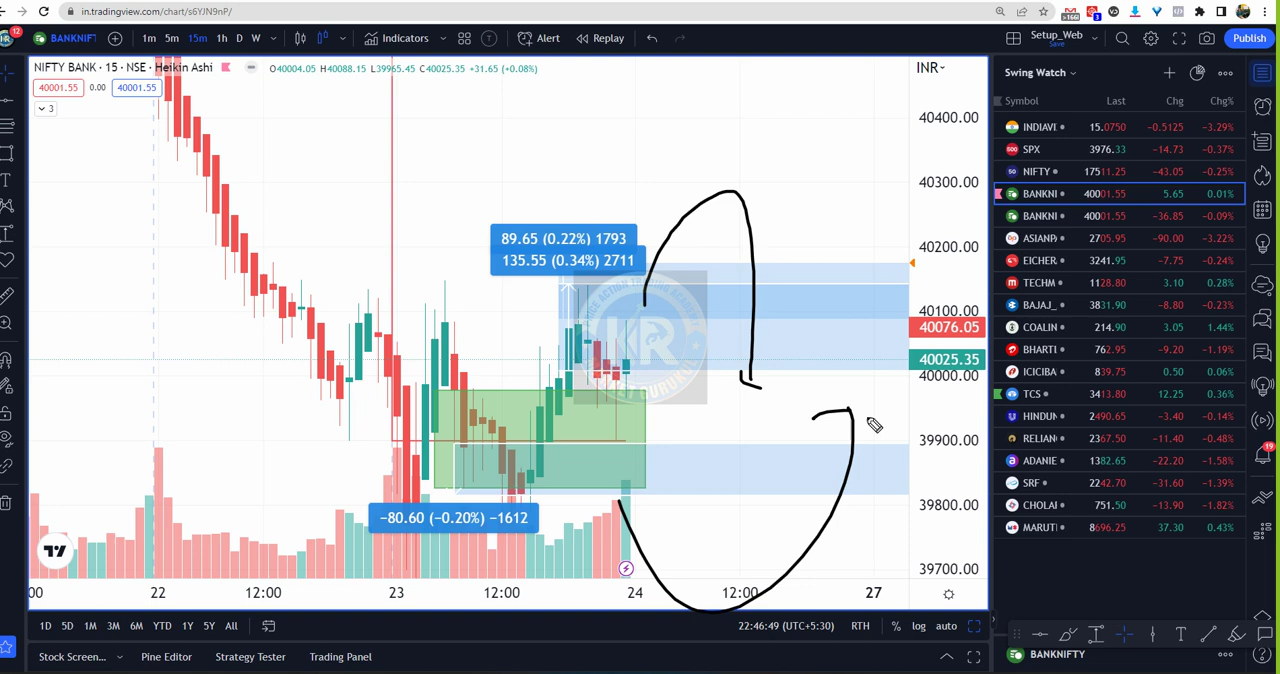 in.tradingview.com/chart/s6YJN9nP/
>1661
3
12
BANKNIFT
1m 5m 15m 1h D W
Indicators
Alert
Replay
Setup_Web
Save
Publish
NIFTY BANK · 15 · NSE · Heikin Ashi
O40004.05 H40088.15 L39965.45 C40025.35 +31.65 (+0.08%)
INR
40001.55 0.00 40001.55
3
40400.00
40300.00
40200.00
40100.00
40076.05
40025.35
40000.00
39900.00
39800.00
39700.00
89.65 (0.22%) 1793
135.55 (0.34%) 2711
KR
−80.60 (−0.20%) −1612
:00 22 12:00 23 12:00 24 12:00 27
1D 5D 1M 3M 6M YTD 1Y 5Y All
22:46:49 (UTC+5:30) RTH % log auto
Stock Screen... Pine Editor Strategy Tester Trading Panel
Swing Watch
Symbol Last Chg Chg%
INDIAVI 15.0750 −0.5125 −3.29%
SPX 3976.33 −14.73 −0.37%
NIFTY 17511.25 −43.05 −0.25%
BANKNI 40001.55 5.65 0.01%
BANKNI 40001.55 −36.85 −0.09%
ASIANPA 2705.95 −90.00 −3.22%
EICHER 3241.95 −7.75 −0.24%
TECHM 1128.80 3.10 0.28%
BAJAJ_ 3831.90 −8.80 −0.23%
COALIN 214.90 3.05 1.44%
BHARTI 762.95 −9.20 −1.19%
ICICIBA 839.75 0.50 0.06%
TCS 3413.80 12.25 0.36%
HINDUN 2490.65 −3.40 −0.14%
RELIAN 2367.50 −11.40 −0.48%
ADANIE 1382.65 −22.20 −1.58%
SRF 2242.70 −31.60 −1.39%
CHOLAI 751.50 −13.90 −1.82%
MARUTI 8696.25 37.30 0.43%
19
BANKNIFTY